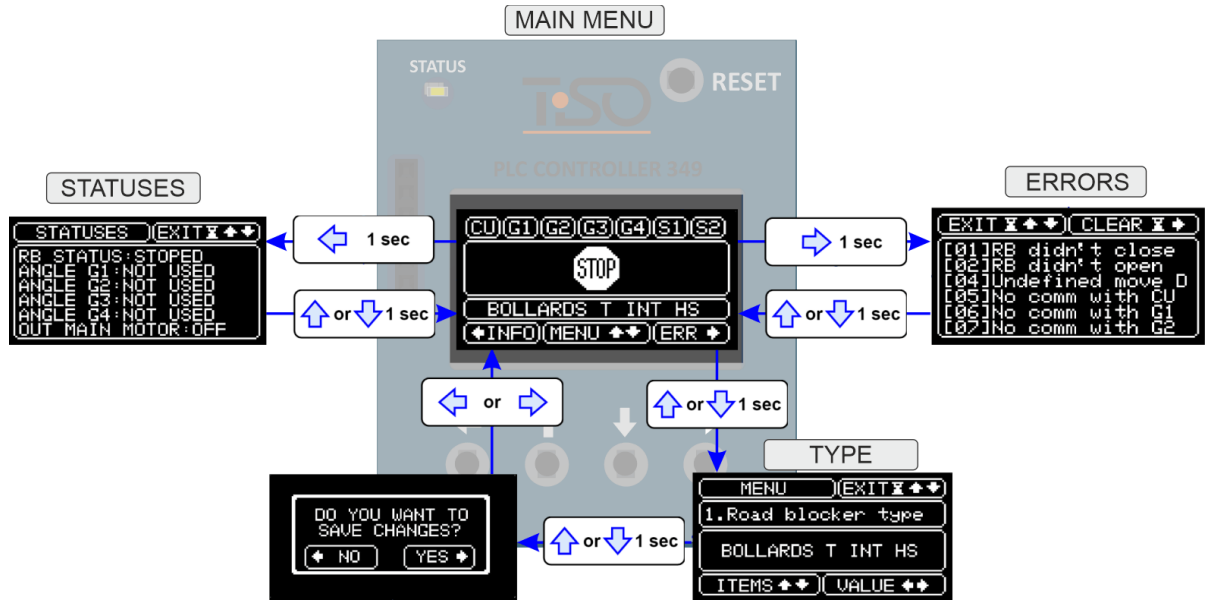 MAIN MENU
STATUS
RESET
TiSO
PLC CONTROLLER 349
STATUSES
STATUSES EXIT
RB STATUS:STOPED
ANGLE G1:NOT USED
ANGLE G2:NOT USED
ANGLE G3:NOT USED
ANGLE G4:NOT USED
OUT MAIN MOTOR:OFF
1 sec
or 1 sec
CU G1 G2 G3 G4 S1 S2
STOP
BOLLARDS T INT HS
INFO MENU ERR
1 sec
or 1 sec
ERRORS
EXIT CLEAR
[01]RB didn't close
[02]RB didn't open
[04]Undefined move D
[05]No comm with CU
[06]No comm with G1
[07]No comm with G2
or
or 1 sec
TYPE
MENU EXIT
1.Road blocker type
BOLLARDS T INT HS
ITEMS VALUE
or 1 sec
DO YOU WANT TO
SAVE CHANGES?
NO YES